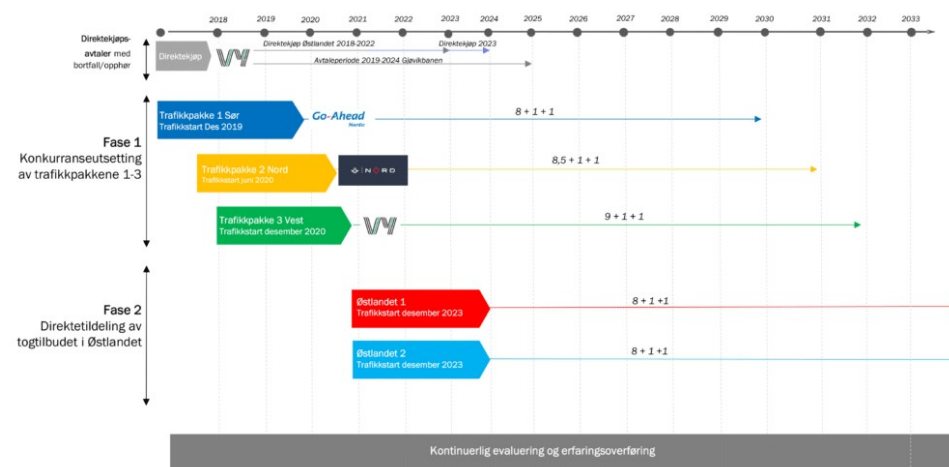 2018 2019 2020 2021 2022 2023 2024 2025 2026 2027 2028 2029 2030 2031 2032 2033
Direktekjøps-
avtaler med
bortfall/opphør
Direktekjøp
VY
Direktekjøp Østlandet 2018-2022
Direktekjøp 2023
Avtaleperiode 2019-2024 Gjøvikbanen
Fase 1
Konkurranseutsetting
av trafikkpakkene 1-3
Trafikkpakke 1 Sør
Trafikkstart Des 2019
Go-Ahead
Nordic
8 + 1 + 1
Trafikkpakke 2 Nord
Trafikkstart juni 2020
SJ NORD
8,5 + 1 + 1
Trafikkpakke 3 Vest
Trafikkstart desember 2020
VY
9 + 1 + 1
Fase 2
Direktetildeling av
togtilbudet i Østlandet
Østlandet 1
Trafikkstart desember 2023
8 + 1 +1
Østlandet 2
Trafikkstart desember 2023
8 + 1 +1
Kontinuerlig evaluering og erfaringsoverføring